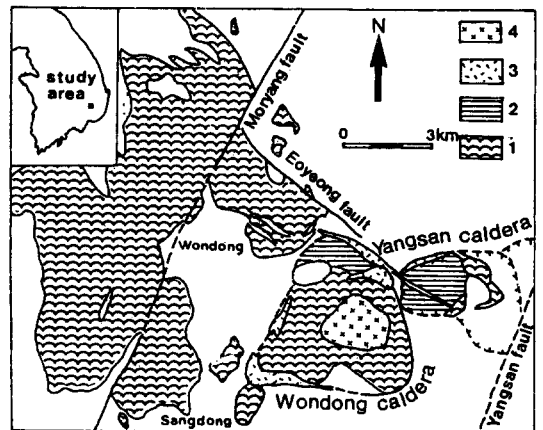 study
area
N
4
3
2
1
0 3km
Moryang fault
Eoyeong fault
Wondong
Yangsan caldera
Yangsan fault
Wondong caldera
Sangdong